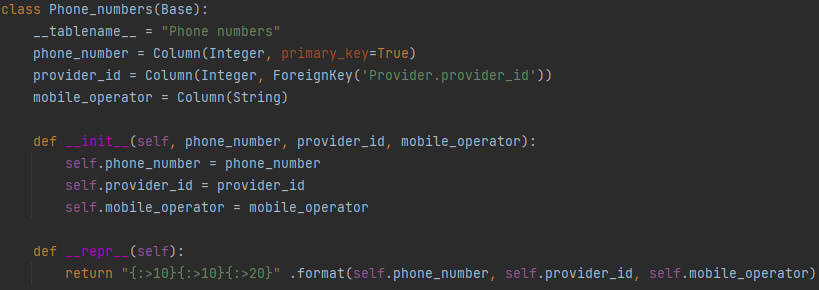 class Phone_numbers(Base):
    __tablename__ = "Phone numbers"
    phone_number = Column(Integer, primary_key=True)
    provider_id = Column(Integer, ForeignKey('Provider.provider_id'))
    mobile_operator = Column(String)

    def __init__(self, phone_number, provider_id, mobile_operator):
        self.phone_number = phone_number
        self.provider_id = provider_id
        self.mobile_operator = mobile_operator

    def __repr__(self):
        return "{:>10}{:>10}{:>20}" .format(self.phone_number, self.provider_id, self.mobile_operator)